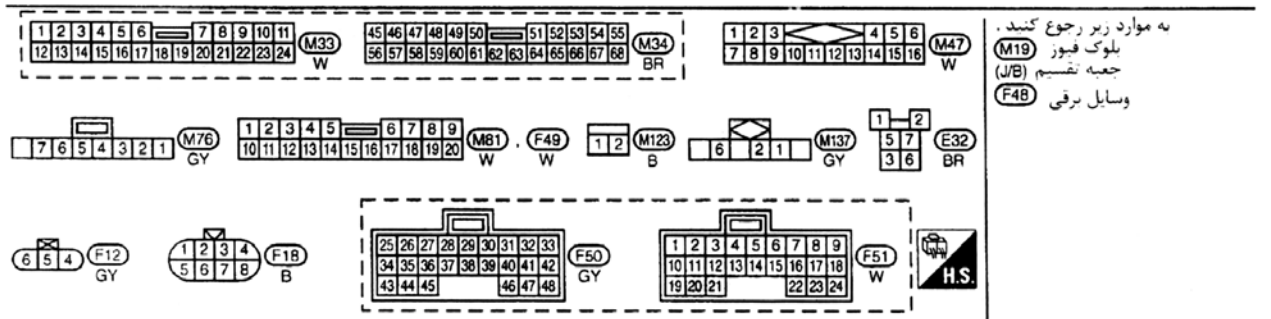 1 2 3 4 5 6 7 8 9 10 11
12 13 14 15 16 17 18 19 20 21 22 23 24
M33
W
45 46 47 48 49 50 51 52 53 54 55
56 57 58 59 60 61 62 63 64 65 66 67 68
M34
BR
1 2 3 4 5 6
7 8 9 10 11 12 13 14 15 16
M47
W
به موارد زیر رجوع کنید .
بلوک فیوز M19
جعبه تقسیم (J/B)
وسایل برقی F48
7 6 5 4 3 2 1
M76
GY
1 2 3 4 5 6 7 8 9
10 11 12 13 14 15 16 17 18 19 20
M81 . F49
W W
1 2
M123
B
6 2 1
M137
GY
1 2
5 7
3 6
E32
BR
6 5 4
F12
GY
1 2 3 4
5 6 7 8
F18
B
25 26 27 28 29 30 31 32 33
34 35 36 37 38 39 40 41 42
43 44 45 46 47 48
F50
GY
1 2 3 4 5 6 7 8 9
10 11 12 13 14 15 16 17 18
19 20 21 22 23 24
F51
W
H.S.